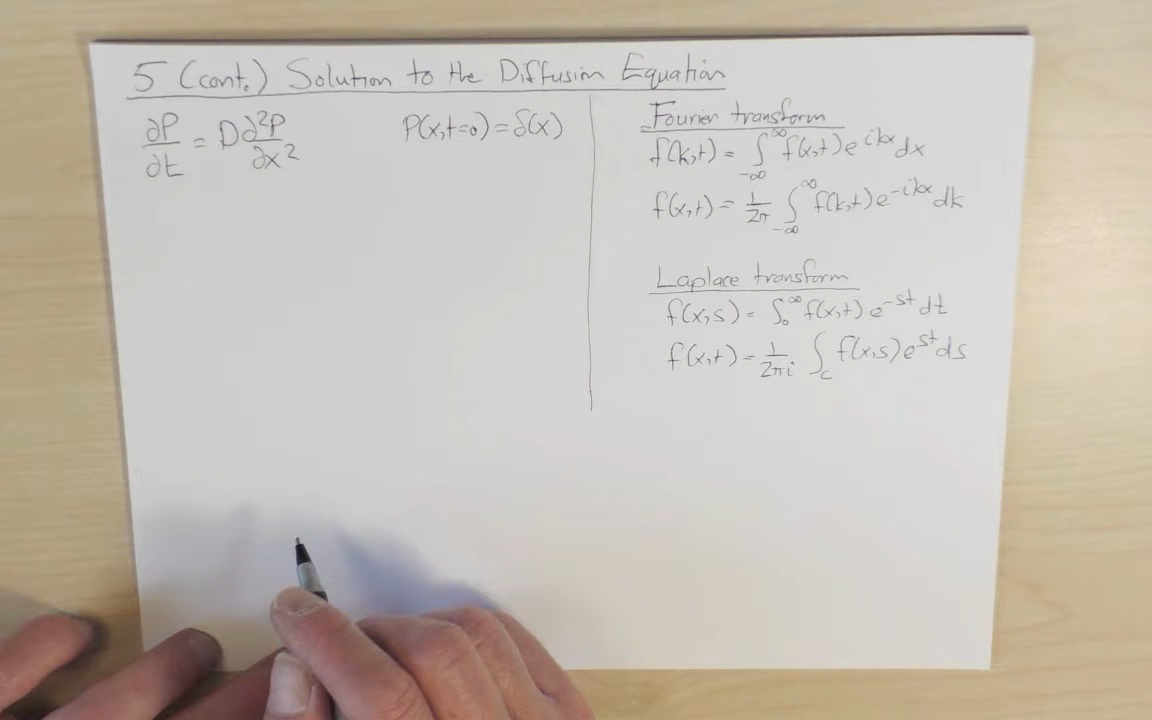 5 (cont.) Solution to the Diffusion Equation
∂P/∂t = D ∂²P/∂x²
P(x,t=0) = δ(x)
Fourier transform
f(k,t) = ∫_{-∞}^{∞} f(x,t) e^{ikx} dx
f(x,t) = 1/2π ∫_{-∞}^{∞} f(k,t) e^{-ikx} dk
Laplace transform
f(x,s) = ∫_0^∞ f(x,t) e^{-st} dt
f(x,t) = 1/2πi ∫_c f(x,s) e^{st} ds